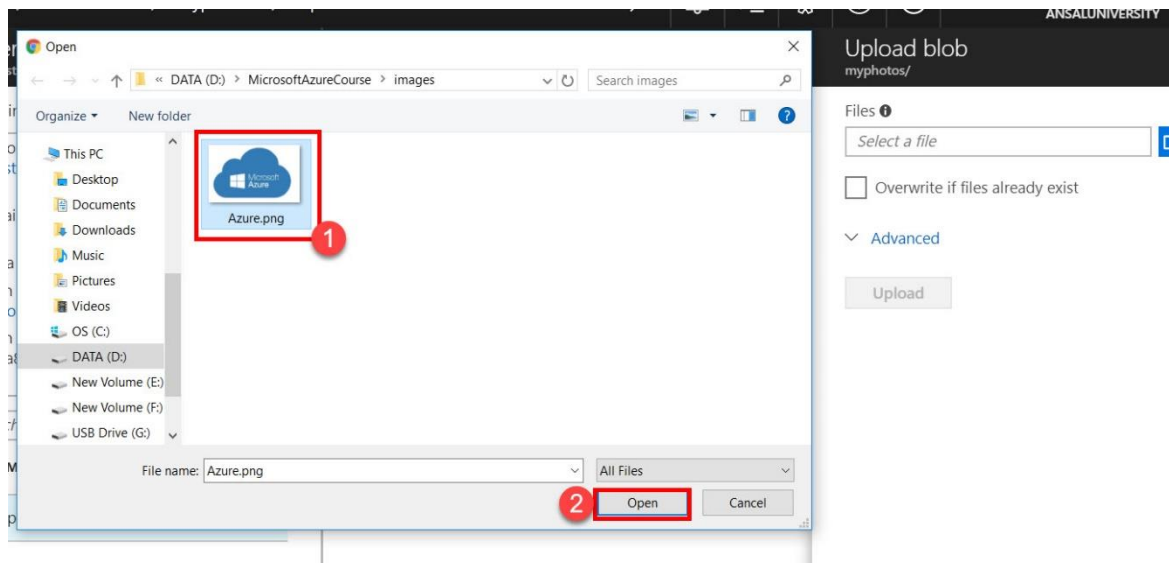 ANSALUNIVERSITY
Open
« DATA (D:) > MicrosoftAzureCourse > images
Search images
Organize
New folder
This PC
Desktop
Documents
Downloads
Music
Pictures
Videos
OS (C:)
DATA (D:)
New Volume (E:)
New Volume (F:)
USB Drive (G:)
Microsoft
Azure
Azure.png
1
File name: Azure.png
All Files
2
Open
Cancel
Upload blob
myphotos/
Files
Select a file
Overwrite if files already exist
Advanced
Upload